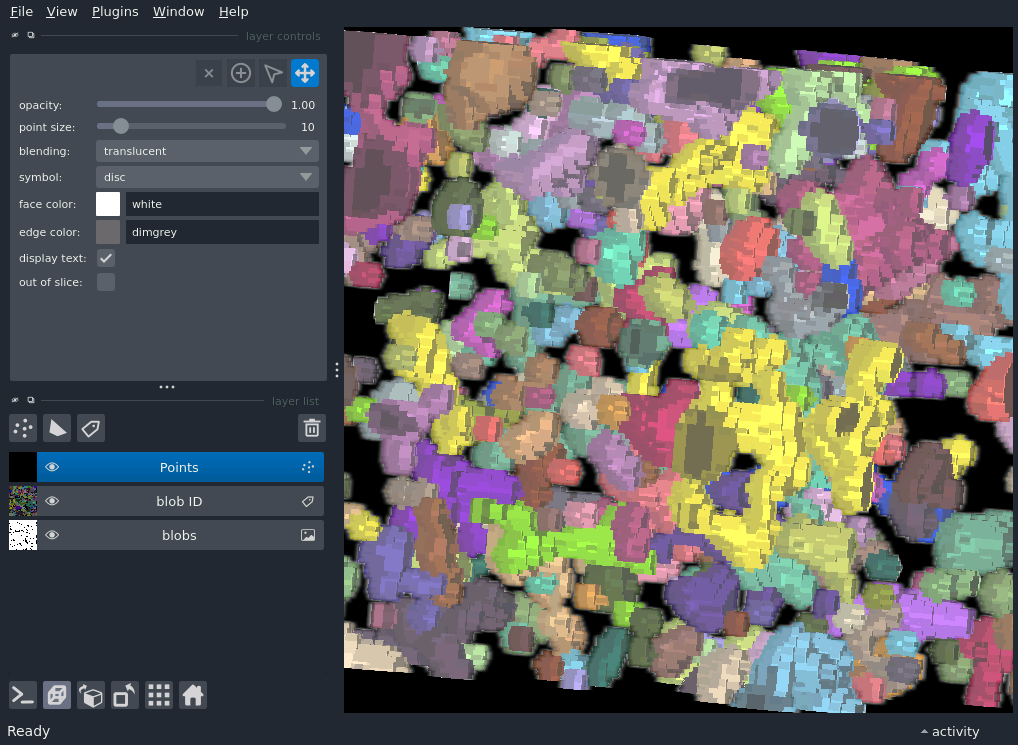 File View Plugins Window Help
layer controls
opacity: 1.00
point size: 10
blending: translucent
symbol: disc
face color: white
edge color: dimgrey
display text:
out of slice:
layer list
Points
blob ID
blobs
Ready activity